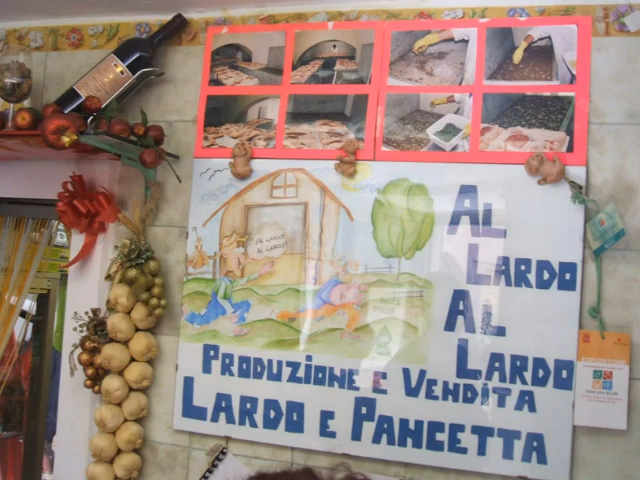 AL
LARDO
AL
LARDO
PRODUZIONE E VENDITA
LARDO E PANCETTA